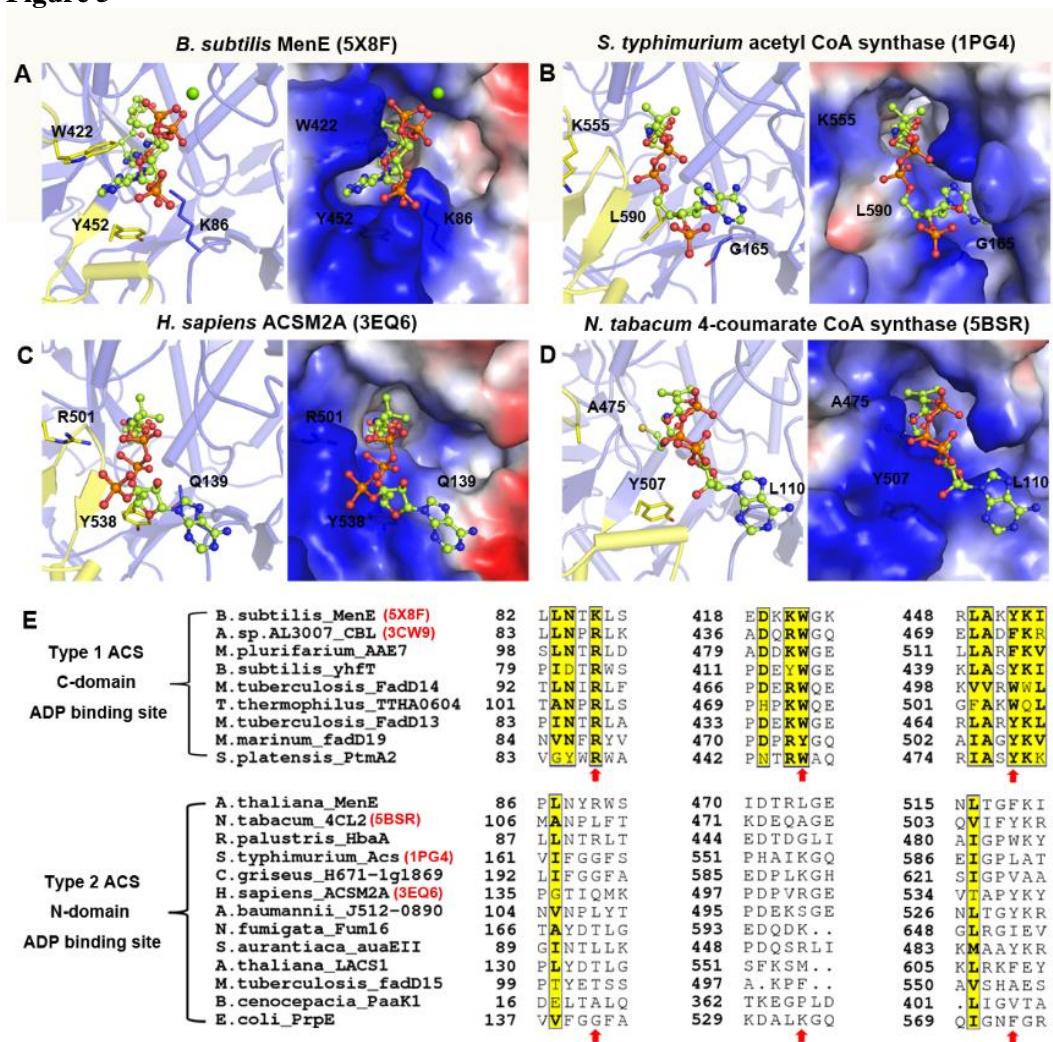 Figure 3
B. subtilis MenE (5X8F)
S. typhimurium acetyl CoA synthase (1PG4)
A
W422
Y452
K86
W422
Y452
K86
B
K555
L590
G165
K555
L590
G165
H. sapiens ACSM2A (3EQ6)
N. tabacum 4-coumarate CoA synthase (5BSR)
C
R501
Q139
Y538
R501
Q139
Y538
D
A475
Y507
L110
A475
Y507
L110
E
Type 1 ACS
C-domain
ADP binding site
B.subtilis_MenE (5X8F) 82 LLNTKLS 418 EDKKWGK 448 RLAKYKI
A.sp.AL3007_CBL (3CW9) 83 LLNPRLK 436 ADQRWGE 469 ELADFKR
M.plurifarium_AAE7 98 SLNTRLD 479 ADDKWGE 511 LLARFKV
B.subtilis_yhfT 79 PIDTRWS 411 PDEYWGE 439 KLASYKI
M.tuberculosis_FadD14 92 TLNIRLF 466 PDERWQE 498 KVVRWWL
T.thermophilus_TTHA0604 101 TANPRLS 469 PHPKWQE 501 GFAKWQL
M.tuberculosis_FadD13 83 PINTRLA 433 PDEKWGE 464 RLARYKL
M.marinum_fadD19 84 NVNFRYV 470 PDPRYGQ 502 AIAGYKV
S.platensis_PtmA2 83 VGYWRWA 442 PNTRWAQ 474 RIASYKK
Type 2 ACS
N-domain
ADP binding site
A.thaliana_MenE 86 PLNYRWS 470 IDTRLGE 515 NLTGFKI
N.tabacum_4CL2(5BSR) 106 MANPLFT 471 KDEQAGE 503 QVIFYKR
R.palustris_HbaA 87 LLNTRLT 444 EDTDGLI 480 AIGPWKY
S.typhimurium_Acs (1PG4) 161 VIFGGFS 551 PHAIKGQ 586 EIGPLAT
C.griseus_H671-1g1869 192 LIFGGFA 585 EDPLKGH 621 SIGPVAA
H.sapiens_ACSM2A (3EQ6) 135 PGTIQMK 497 PDPVRGE 534 VTAPYKY
A.baumannii_J512-0890 104 NVNPLYT 495 PDEKSGE 526 NLTGYKR
N.fumigata_Fum16 166 TAYDTLG 593 EDQDK.. 648 GLRGIEV
S.aurantiaca_auaEII 89 GINTLLK 448 PDQSRLI 483 KMAAYKR
A.thaliana_LACS1 130 PLYDTLG 551 SFKSM.. 605 KLRKFEY
M.tuberculosis_fadD15 99 PTYETSS 497 A.KPF.. 550 AVSHAES
B.cenocepacia_PaaK1 16 DELTALQ 362 TKEGPLD 401 .LIGVTA
E.coli_PrpE 137 VVFGGFA 529 KDALKGQ 569 QIGNFGR